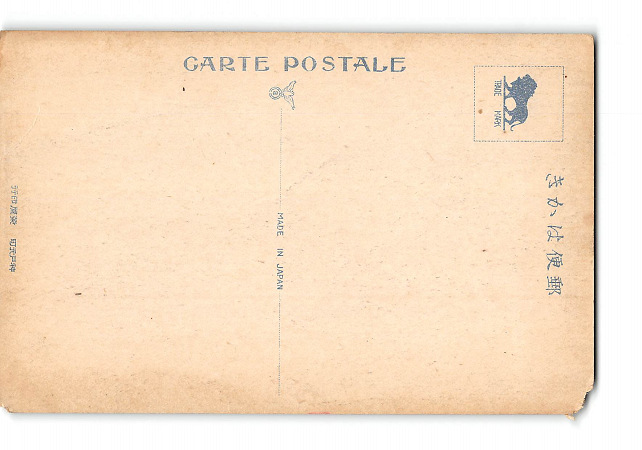 CARTE POSTALE
TRADE MARK
MADE IN JAPAN
きかは便郵